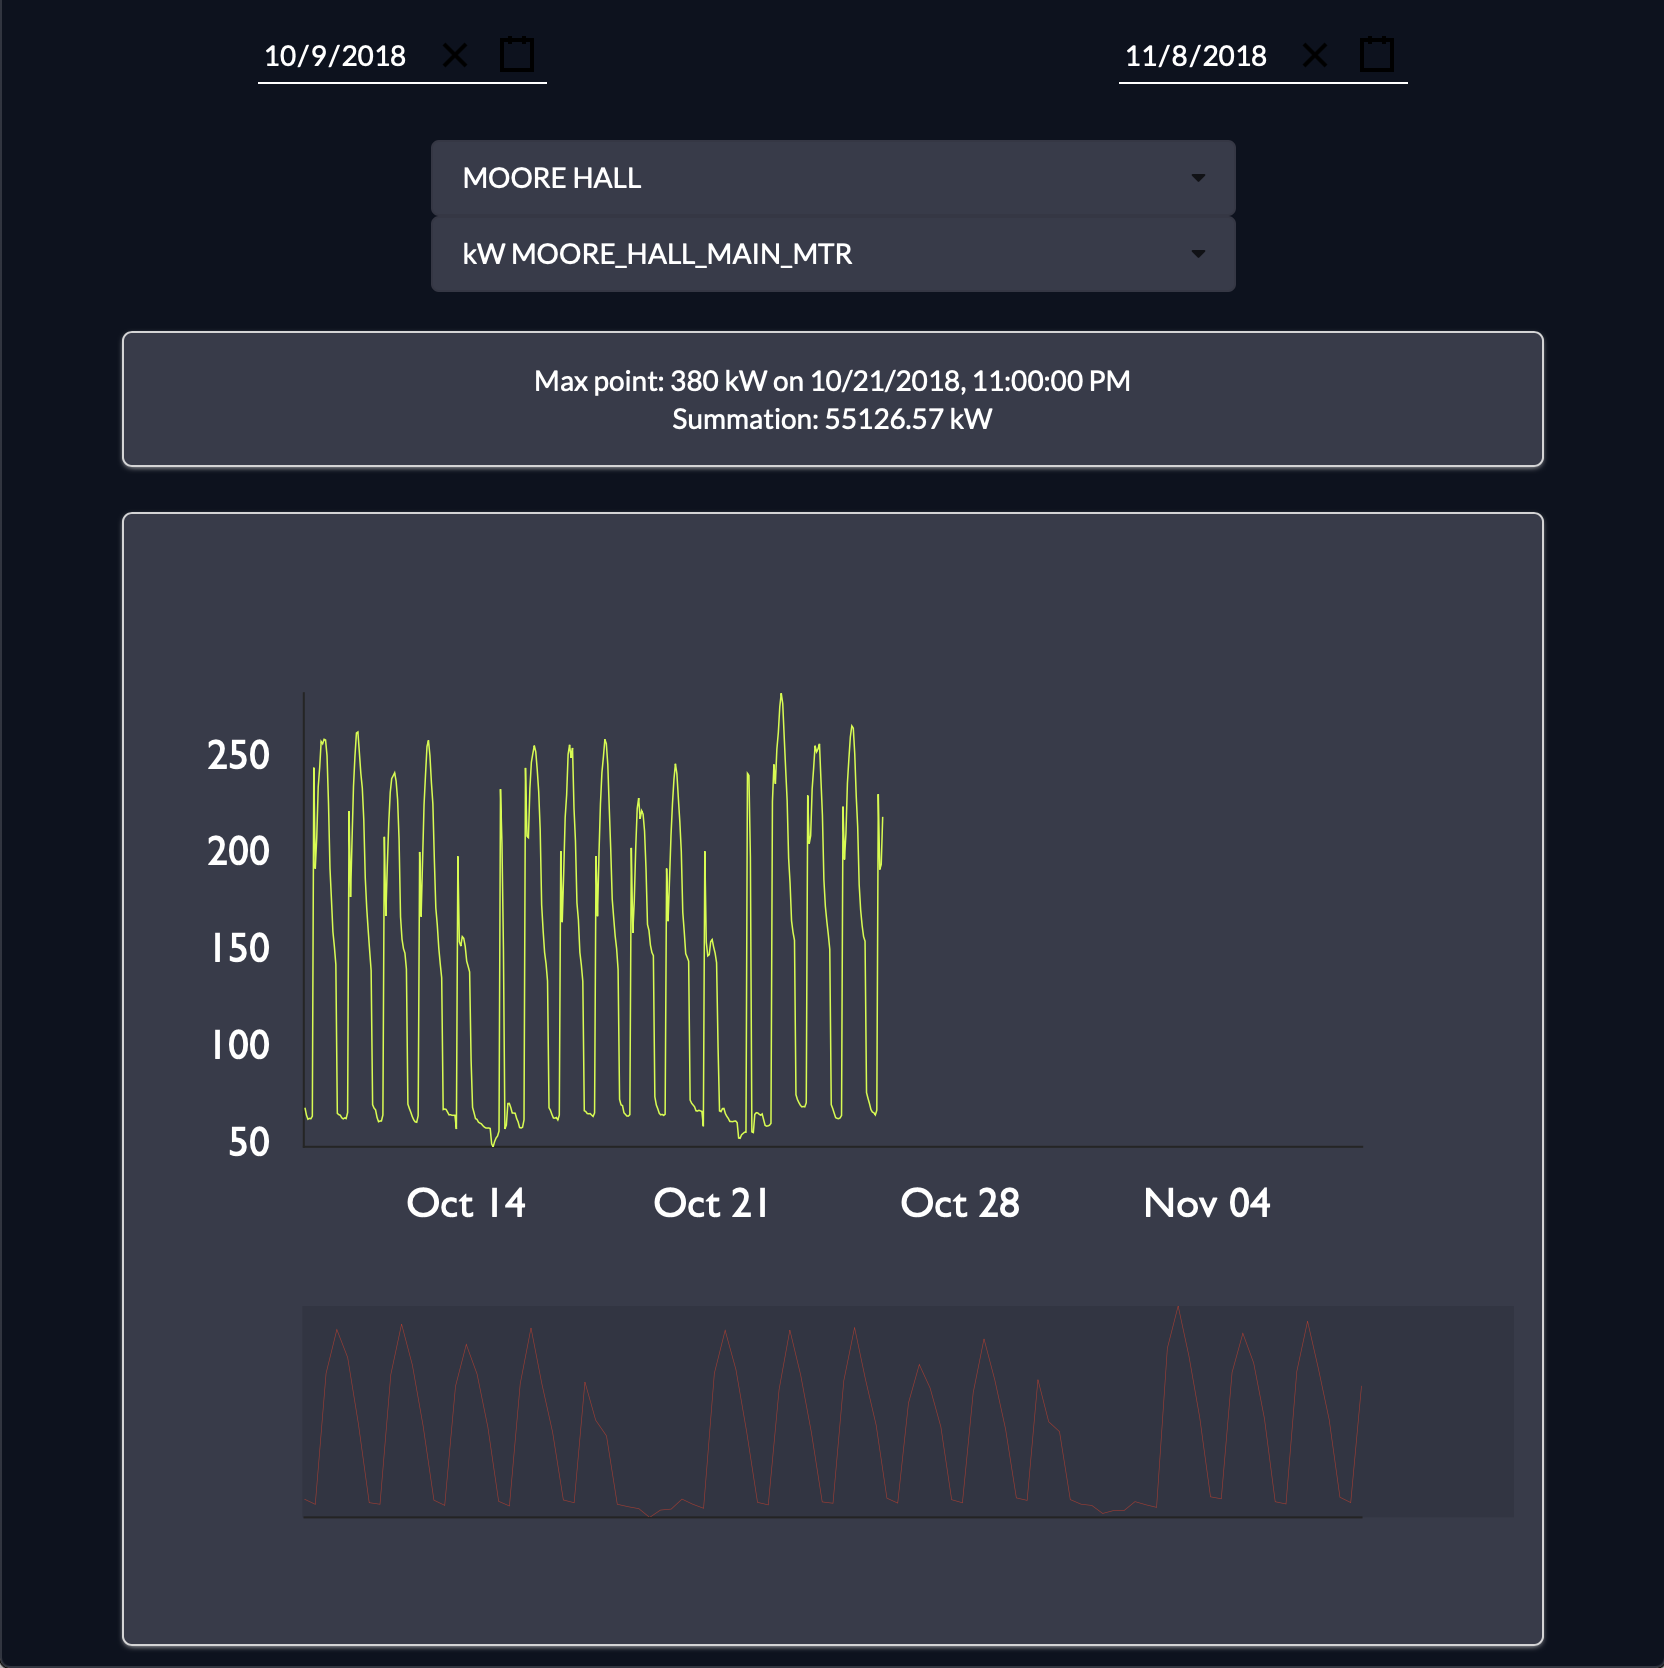 10/9/2018
11/8/2018
MOORE HALL
kW MOORE_HALL_MAIN_MTR
Max point: 380 kW on 10/21/2018, 11:00:00 PM
Summation: 55126.57 kW
250
200
150
100
50
Oct 14 Oct 21 Oct 28 Nov 04